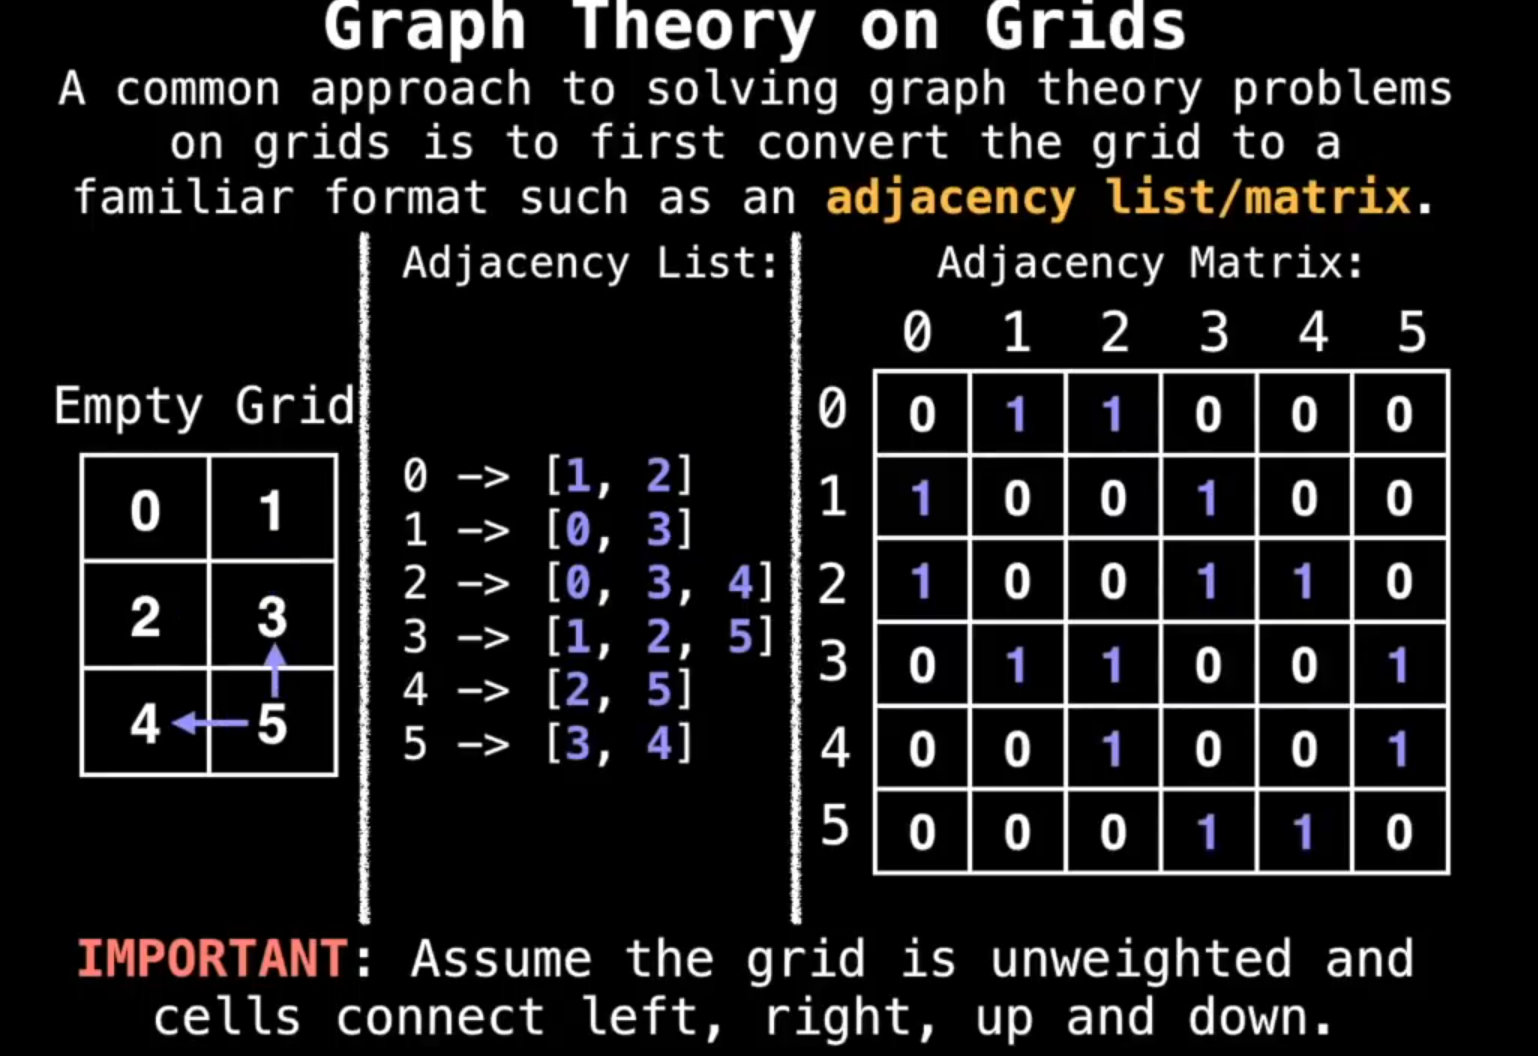 Graph Theory on Grids
A common approach to solving graph theory problems
on grids is to first convert the grid to a
familiar format such as an adjacency list/matrix.
Empty Grid
0 1
2 3
4 5
Adjacency List:
0 -> [1, 2]
1 -> [0, 3]
2 -> [0, 3, 4]
3 -> [1, 2, 5]
4 -> [2, 5]
5 -> [3, 4]
Adjacency Matrix:
0 1 2 3 4 5
0 0 1 1 0 0 0
1 1 0 0 1 0 0
2 1 0 0 1 1 0
3 0 1 1 0 0 1
4 0 0 1 0 0 1
5 0 0 0 1 1 0
IMPORTANT: Assume the grid is unweighted and
cells connect left, right, up and down.